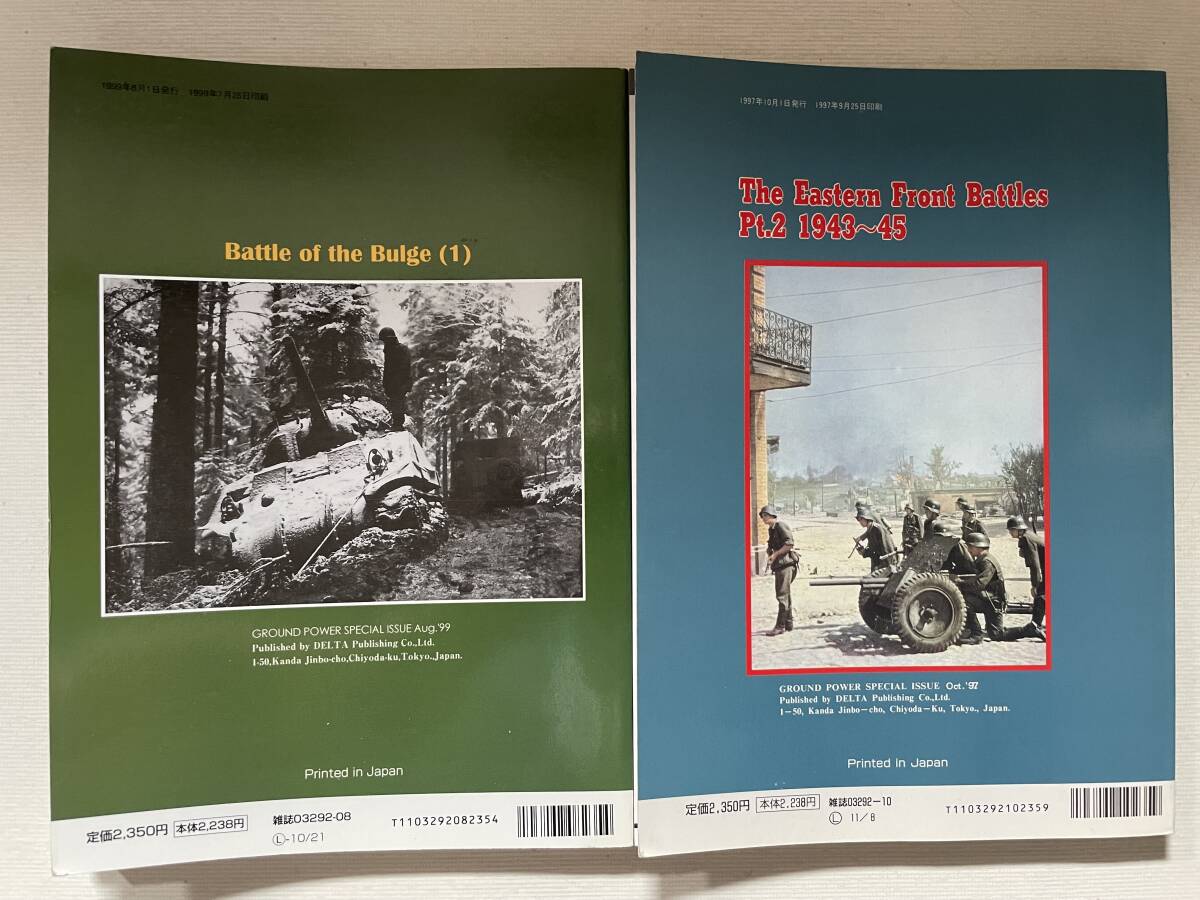 1999年8月1日発行 1999年7月25日印刷
Battle of the Bulge (1)
GROUND POWER SPECIAL ISSUE Aug.'99
Published by DELTA Publishing Co.,Ltd.
1-50,Kanda Jinbo-cho,Chiyoda-ku,Tokyo.,Japan.
Printed in Japan
定価2,350円 本体2,238円 雑誌03292-08 T1103292082354
Ⓛ-10/21
1997年10月1日発行 1997年9月25日印刷
The Eastern Front Battles
Pt.2 1943~45
GROUND POWER SPECIAL ISSUE Oct.'97
Published by DELTA Publishing Co.,Ltd.
1-50, Kanda Jinbo-cho, Chiyoda-Ku, Tokyo., Japan.
Printed in Japan
定価2,350円 本体2,238円 雑誌03292-10 T1103292102359
Ⓛ 11/8